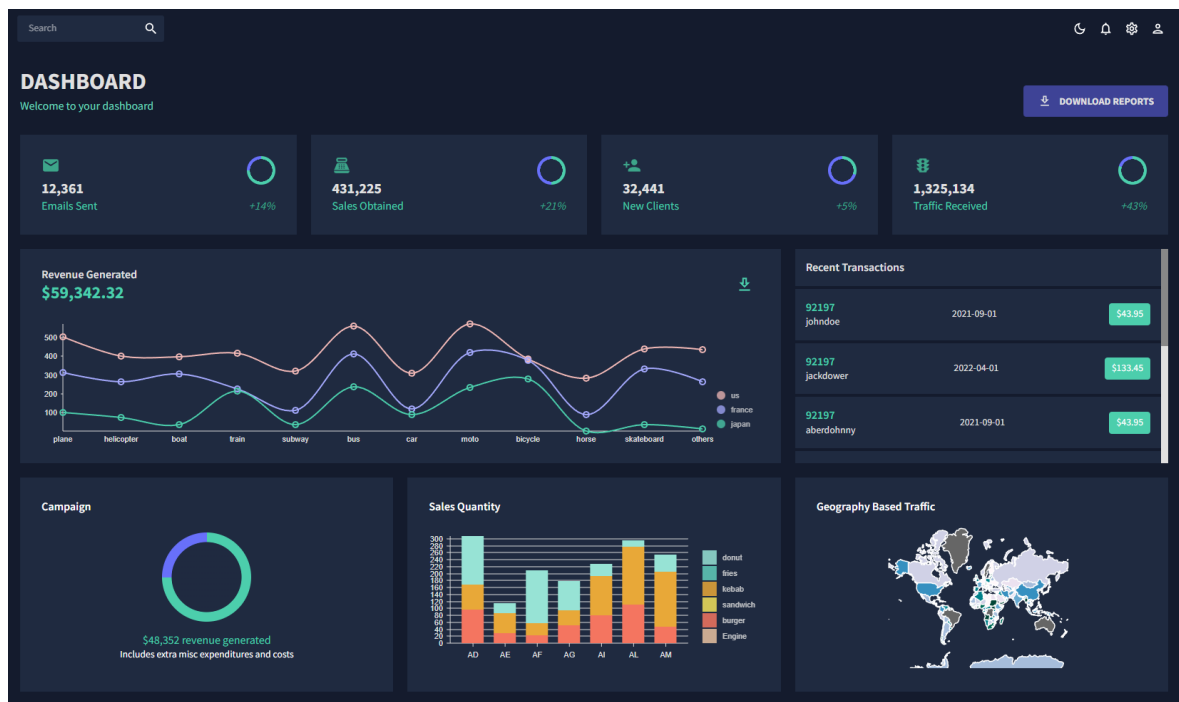 Search
DASHBOARD
Welcome to your dashboard
DOWNLOAD REPORTS
12,361
Emails Sent
+14%
431,225
Sales Obtained
+21%
32,441
New Clients
+5%
1,325,134
Traffic Received
+43%
Revenue Generated
$59,342.32
500
400
300
200
100
plane helicopter boat train subway bus car moto bicycle horse skateboard others
us
france
japan
Recent Transactions
92197
johndoe
2021-09-01
$43.95
92197
jackdower
2022-04-01
$133.45
92197
aberdohnny
2021-09-01
$43.95
Campaign
$48,352 revenue generated
Includes extra misc expenditures and costs
Sales Quantity
300
280
260
240
220
200
180
160
140
120
100
80
60
40
20
0
AD AE AF AG AI AL AM
donut
fries
kebab
sandwich
burger
Engine
Geography Based Traffic